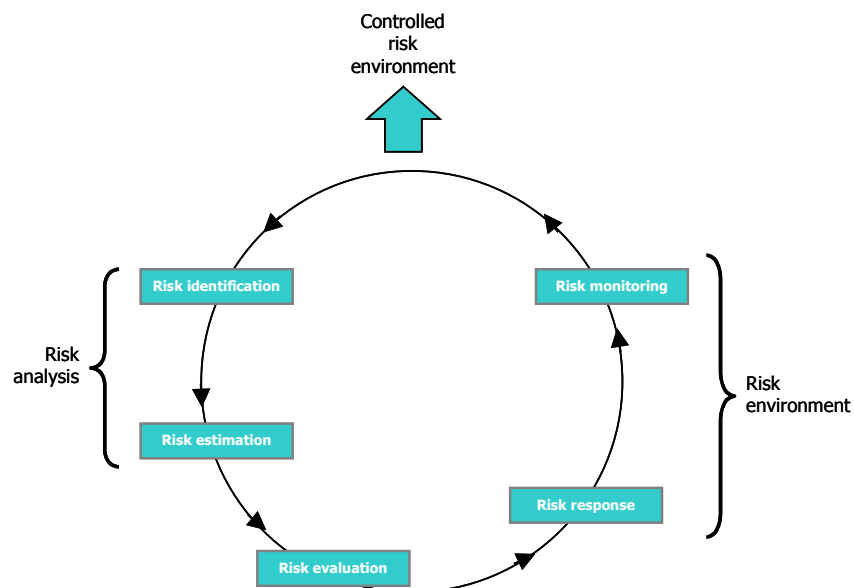 Controlled
risk
environment
Risk identification
Risk monitoring
Risk
analysis
Risk
environment
Risk estimation
Risk response
Risk evaluation